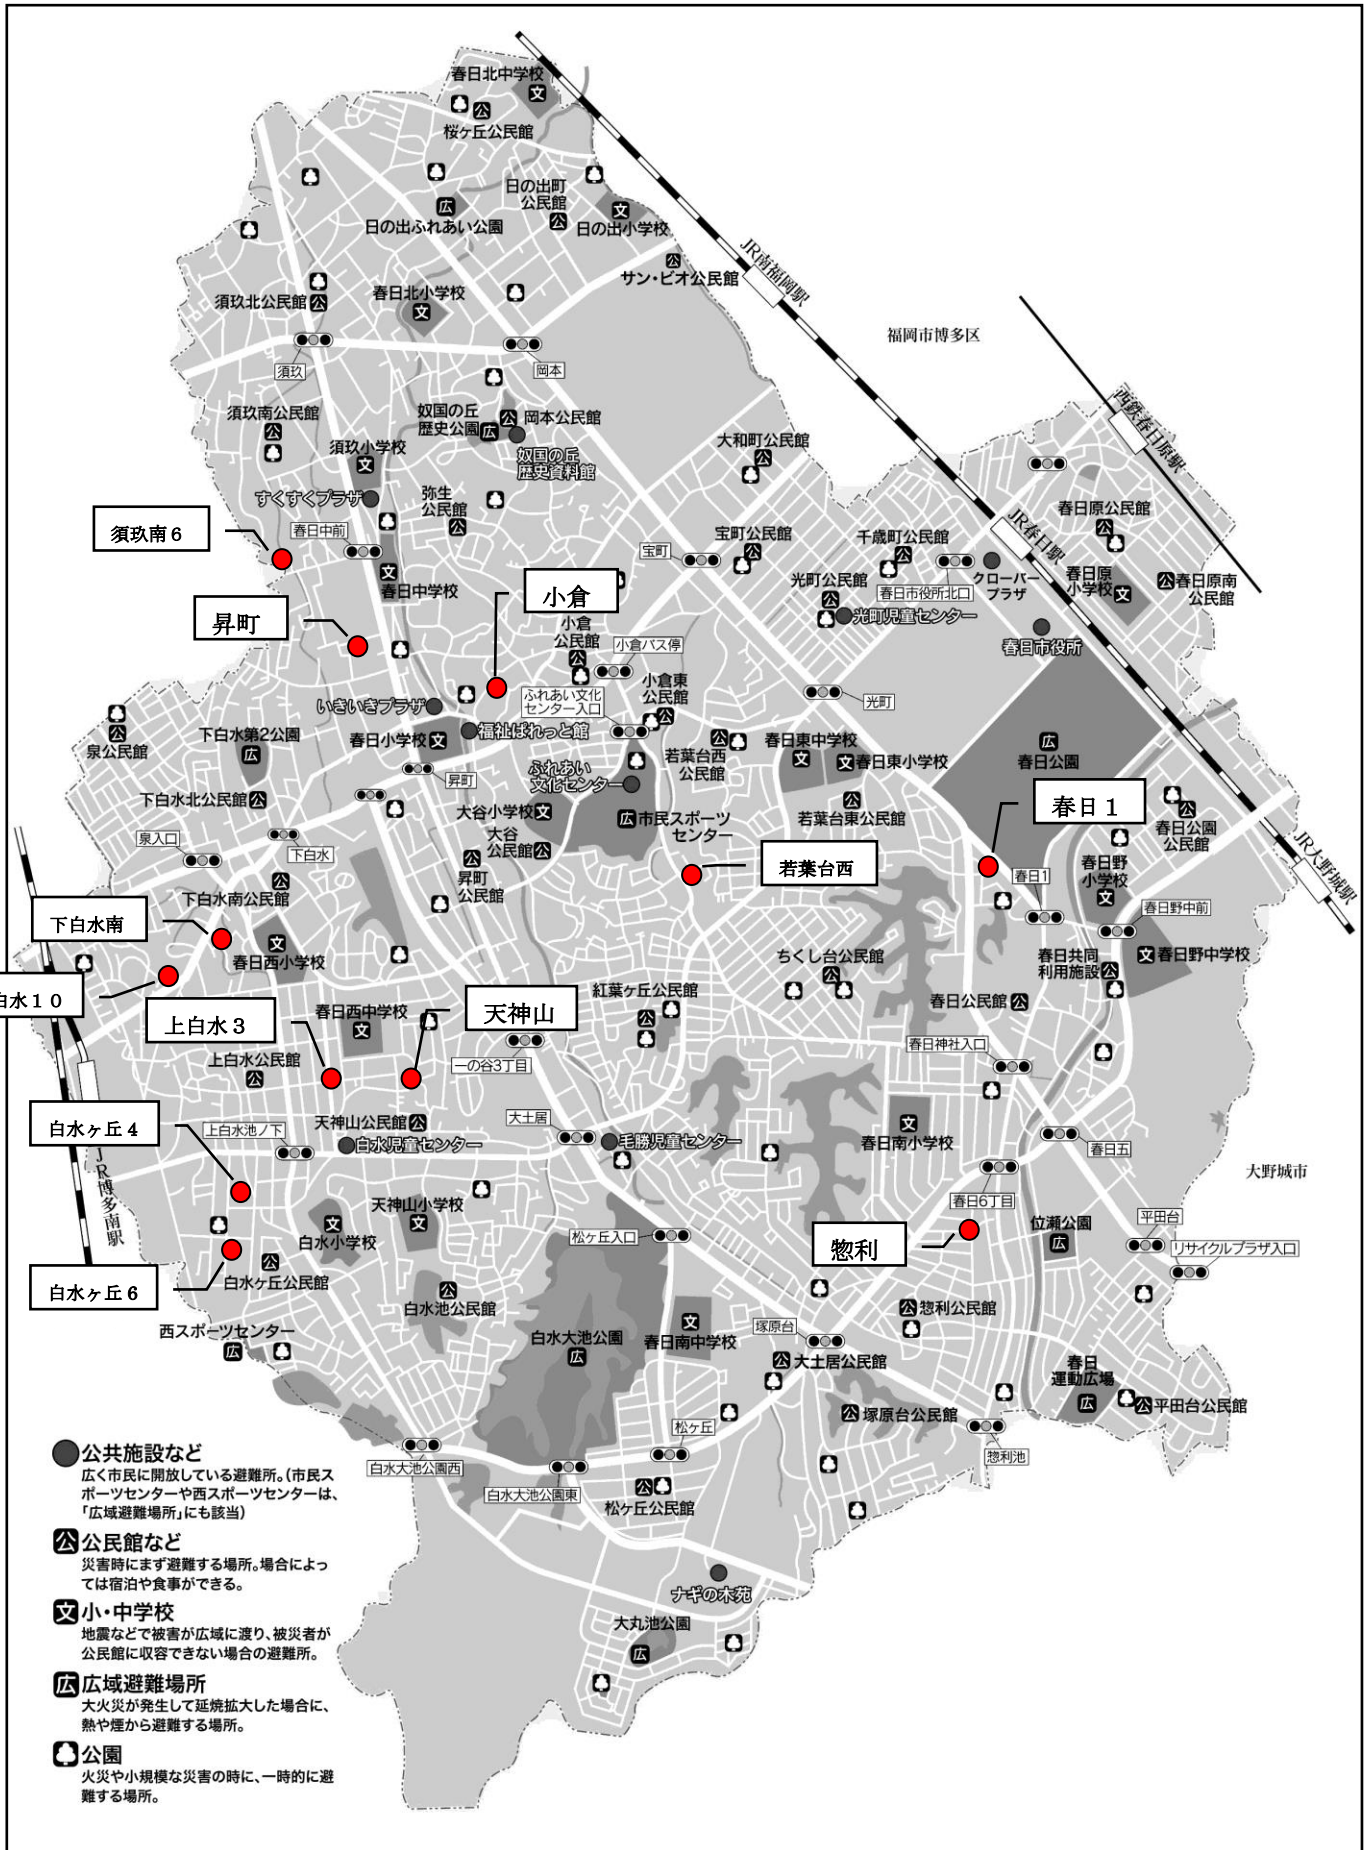 春日北中学校
桜ヶ丘公民館
日の出町
公民館
日の出ふれあい公園
日の出小学校
サン・ビオ公民館
JR南福岡駅
須玖北公民館
春日北小学校
福岡市博多区
須玖
岡本
西鉄春日原駅
須玖南公民館
奴国の丘
歴史公園
岡本公民館
奴国の丘
歴史資料館
大和町公民館
須玖小学校
すくすくプラザ
弥生
公民館
春日原公民館
JR春日駅
須玖南6
春日中前
宝町
宝町公民館
千歳町公民館
春日中学校
光町公民館
春日市役所北口
クローバー
プラザ
春日原
小学校
春日原南
公民館
小倉
昇町
小倉
公民館
光町児童センター
春日市役所
小倉バス停
小倉東
公民館
ふれあい文化
センター入口
光町
いきいきプラザ
福祉ぱれっと館
泉公民館
下白水第2公園
春日小学校
若葉台西
公民館
春日東中学校
春日東小学校
春日公園
昇町
ふれあい
文化センター
下白水北公民館
大谷小学校
市民スポーツ
センター
若葉台東公民館
春日1
春日公園
公民館
JR大野城駅
泉入口
下白水
大谷
公民館
昇町
公民館
若葉台西
春日1
春日野
小学校
下白水南公民館
春日野中前
下白水南
春日西小学校
ちくし台公民館
春日共同
利用施設
春日野中学校
白水10
春日西中学校
天神山
紅葉ヶ丘公民館
春日公民館
上白水3
一の谷3丁目
春日神社入口
上白水公民館
白水ヶ丘4
天神山公民館
大土居
上白水池ノ下
白水児童センター
毛勝児童センター
春日南小学校
春日五
JR博多南駅
大野城市
天神山小学校
春日6丁目
白水小学校
松ヶ丘入口
惣利
位瀬公園
平田台
リサイクルプラザ入口
白水ヶ丘6
白水ヶ丘公民館
白水池公民館
惣利公民館
西スポーツセンター
白水大池公園
春日南中学校
塚原台
大土居公民館
春日
運動広場
塚原台公民館
平田台公民館
松ヶ丘
惣利池
白水大池公園西
白水大池公園東
松ヶ丘公民館
ナギの木苑
大丸池公園
公共施設など
広く市民に開放している避難所。(市民ス
ポーツセンターや西スポーツセンターは、
「広域避難場所」にも該当)
公 公民館など
災害時にまず避難する場所。場合によっ
ては宿泊や食事ができる。
文 小・中学校
地震などで被害が広域に渡り、被災者が
公民館に収容できない場合の避難所。
広 広域避難場所
大火災が発生して延焼拡大した場合に、
熱や煙から避難する場所。
公園
火災や小規模な災害の時に、一時的に避
難する場所。